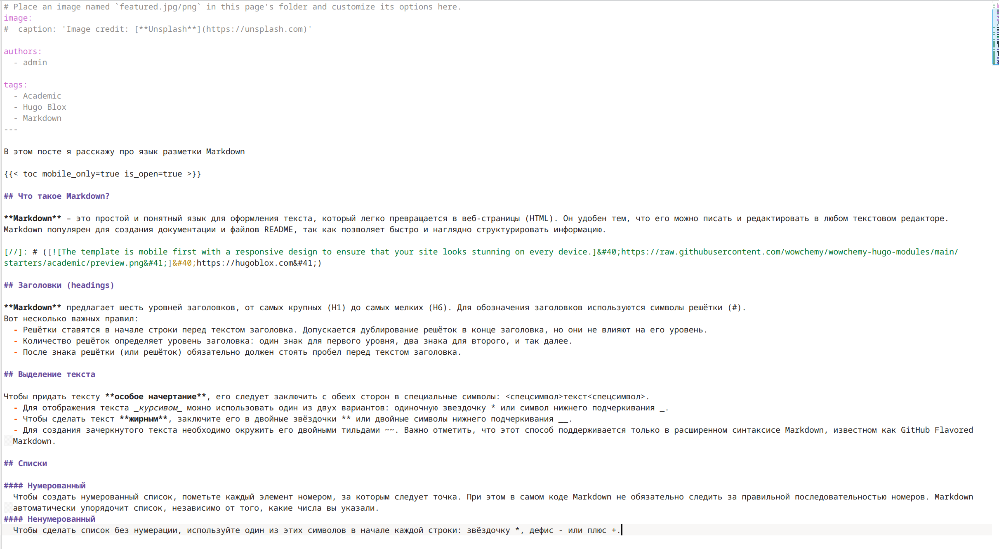 # Place an image named `featured.jpg/png` in this page's folder and customize its options here.
image:
#  caption: 'Image credit: [**Unsplash**](https://unsplash.com)'

authors:
  - admin

tags:
  - Academic
  - Hugo Blox
  - Markdown
---

В этом посте я расскажу про язык разметки Markdown

{{< toc mobile_only=true is_open=true >}}

## Что такое Markdown?

**Markdown** – это простой и понятный язык для оформления текста, который легко превращается в веб-страницы (HTML). Он удобен тем, что его можно писать и редактировать в любом текстовом редакторе.
Markdown популярен для создания документации и файлов README, так как позволяет быстро и наглядно структурировать информацию.

[//]: # ([![The template is mobile first with a responsive design to ensure that your site looks stunning on every device.]&#40;https://raw.githubusercontent.com/wowchemy/wowchemy-hugo-modules/main/
starters/academic/preview.png&#41;]&#40;https://hugoblox.com&#41;)

## Заголовки (headings)

**Markdown** предлагает шесть уровней заголовков, от самых крупных (H1) до самых мелких (H6). Для обозначения заголовков используются символы решётки (#).
Вот несколько важных правил:
  - Решётки ставятся в начале строки перед текстом заголовка. Допускается дублирование решёток в конце заголовка, но они не влияют на его уровень.
  - Количество решёток определяет уровень заголовка: один знак для первого уровня, два знака для второго, и так далее.
  - После знака решётки (или решёток) обязательно должен стоять пробел перед текстом заголовка.

## Выделение текста

Чтобы придать тексту **особое начертание**, его следует заключить с обеих сторон в специальные символы: <спецсимвол>текст<спецсимвол>.
  - Для отображения текста _курсивом_ можно использовать один из двух вариантов: одиночную звездочку * или символ нижнего подчеркивания _.
  - Чтобы сделать текст **жирным**, заключите его в двойные звёздочки ** или двойные символы нижнего подчеркивания __.
  - Для создания зачеркнутого текста необходимо окружить его двойными тильдами ~~. Важно отметить, что этот способ поддерживается только в расширенном синтаксисе Markdown, известном как GitHub Flavored
  Markdown.

## Списки

#### Нумерованный
  Чтобы создать нумерованный список, пометьте каждый элемент номером, за которым следует точка. При этом в самом коде Markdown не обязательно следить за правильной последовательностью номеров. Markdown
  автоматически упорядочит список, независимо от того, какие числа вы указали.
#### Ненумерованный
  Чтобы сделать список без нумерации, используйте один из этих символов в начале каждой строки: звёздочку *, дефис - или плюс +.